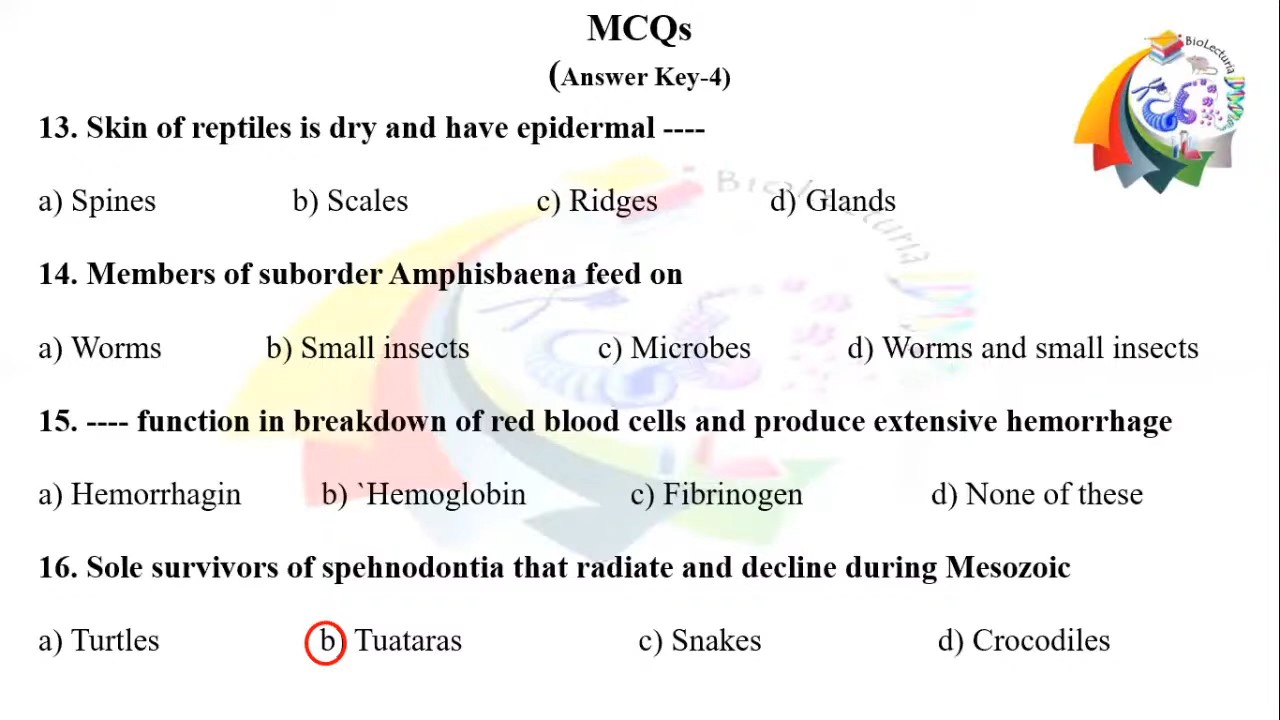 MCQs
(Answer Key-4)
BioLecturia
13. Skin of reptiles is dry and have epidermal ----
a) Spines b) Scales c) Ridges d) Glands
BioLecturia
14. Members of suborder Amphisbaena feed on
a) Worms b) Small insects c) Microbes d) Worms and small insects
15. ---- function in breakdown of red blood cells and produce extensive hemorrhage
a) Hemorrhagin b) `Hemoglobin c) Fibrinogen d) None of these
16. Sole survivors of spehnodontia that radiate and decline during Mesozoic
a) Turtles b) Tuataras c) Snakes d) Crocodiles